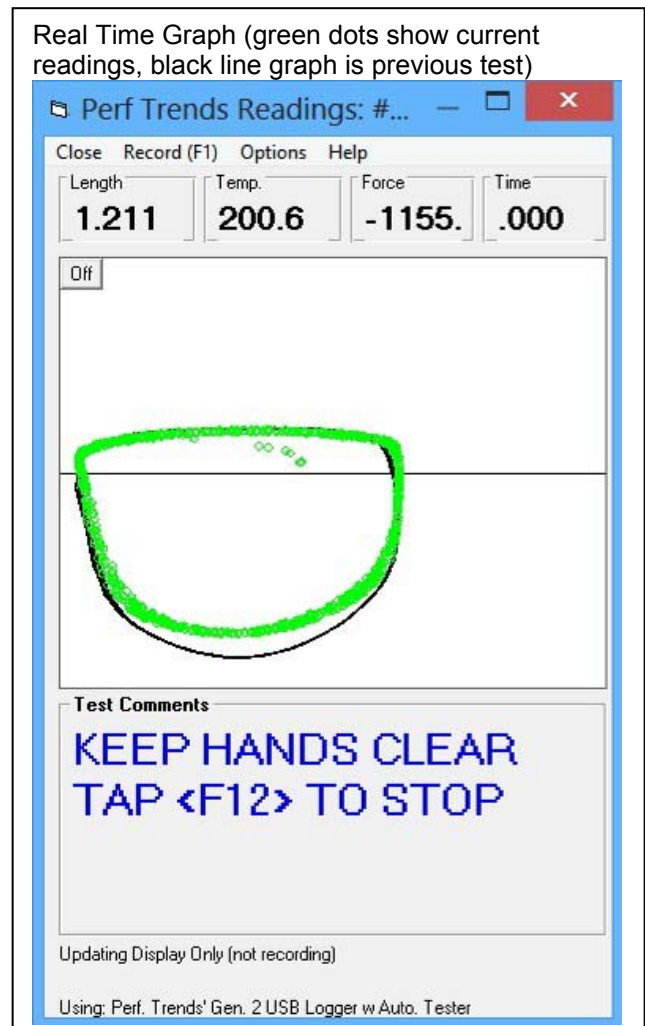 Real Time Graph (green dots show current
readings, black line graph is previous test)
Perf Trends Readings: #...
Close Record (F1) Options Help
Length Temp. Force Time
1.211 200.6 -1155. .000
Off
Test Comments
KEEP HANDS CLEAR
TAP <F12> TO STOP
Updating Display Only (not recording)
Using: Perf. Trends' Gen. 2 USB Logger w Auto. Tester